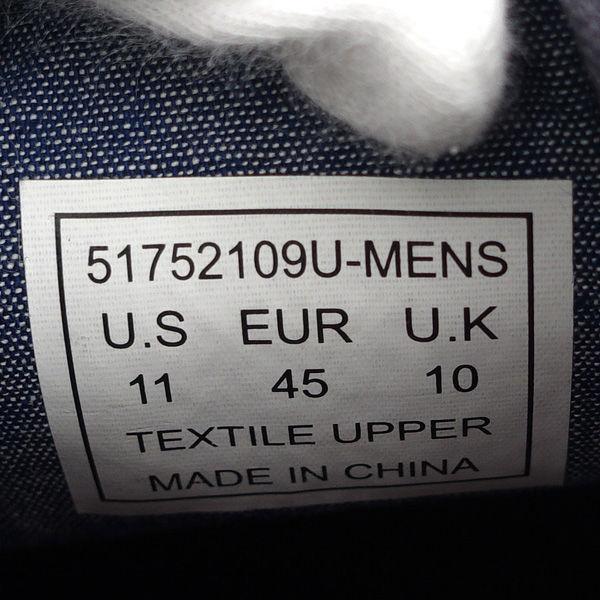 51752109U-MENS
U.S EUR U.K
11 45 10
TEXTILE UPPER
MADE IN CHINA